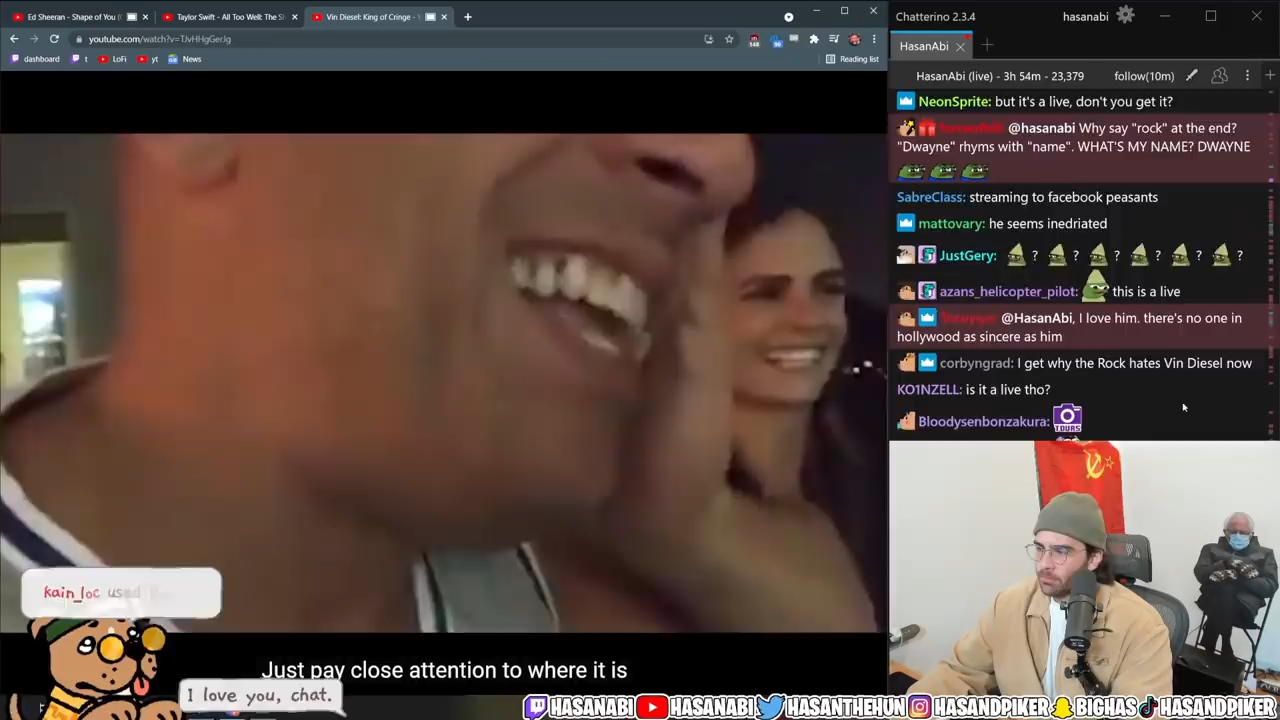 Ed Sheeran - Shape of You (
Taylor Swift - All Too Well: The S
Vin Diesel: King of Cringe -
youtube.com/watch?v=TJvHHgGerJg
dashboard
t
LoFi
yt
News
Reading list
Chatterino 2.3.4
hasanabi
HasanAbi
HasanAbi (live) - 3h 54m - 23,379
follow(10m)
NeonSprite: but it's a live, don't you get it?
@hasanabi Why say "rock" at the end?
"Dwayne" rhymes with "name". WHAT'S MY NAME? DWAYNE
SabreClass: streaming to facebook peasants
mattovary: he seems inedriated
JustGery: ? ? ? ? ? ?
azans_helicopter_pilot: this is a live
@HasanAbi, I love him. there's no one in
hollywood as sincere as him
corbyngrad: I get why the Rock hates Vin Diesel now
KO1NZELL: is it a live tho?
Bloodysenbonzakura:
TOURS
kain_loc used
Just pay close attention to where it is
I love you, chat.
HASANABI HASANABI HASANTHEHUN HASANDPIKER BIGHAS HASANDPIKER